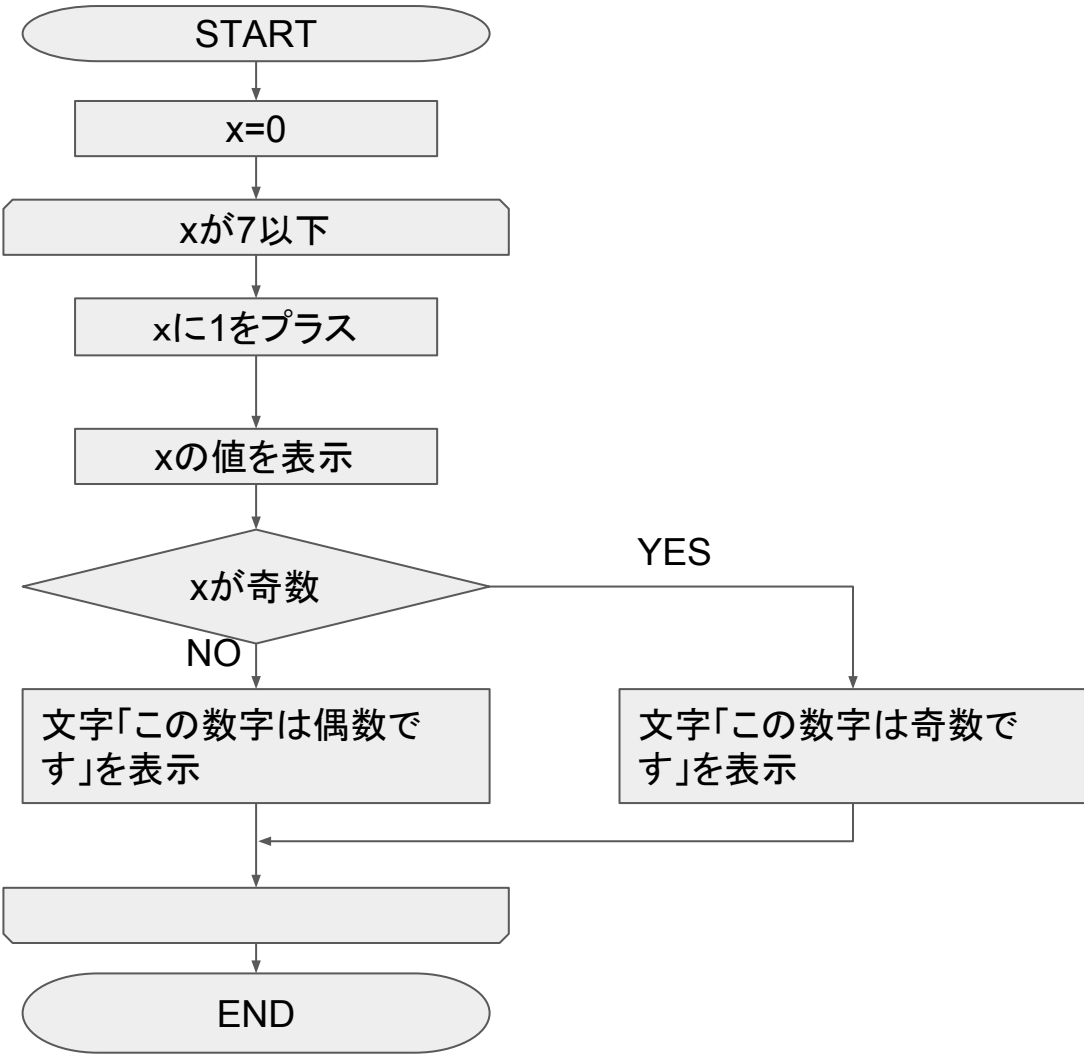 START
x=0
xが7以下
xに1をプラス
xの値を表示
xが奇数
YES
NO
文字「この数字は偶数で
す」を表示
文字「この数字は奇数で
す」を表示
END